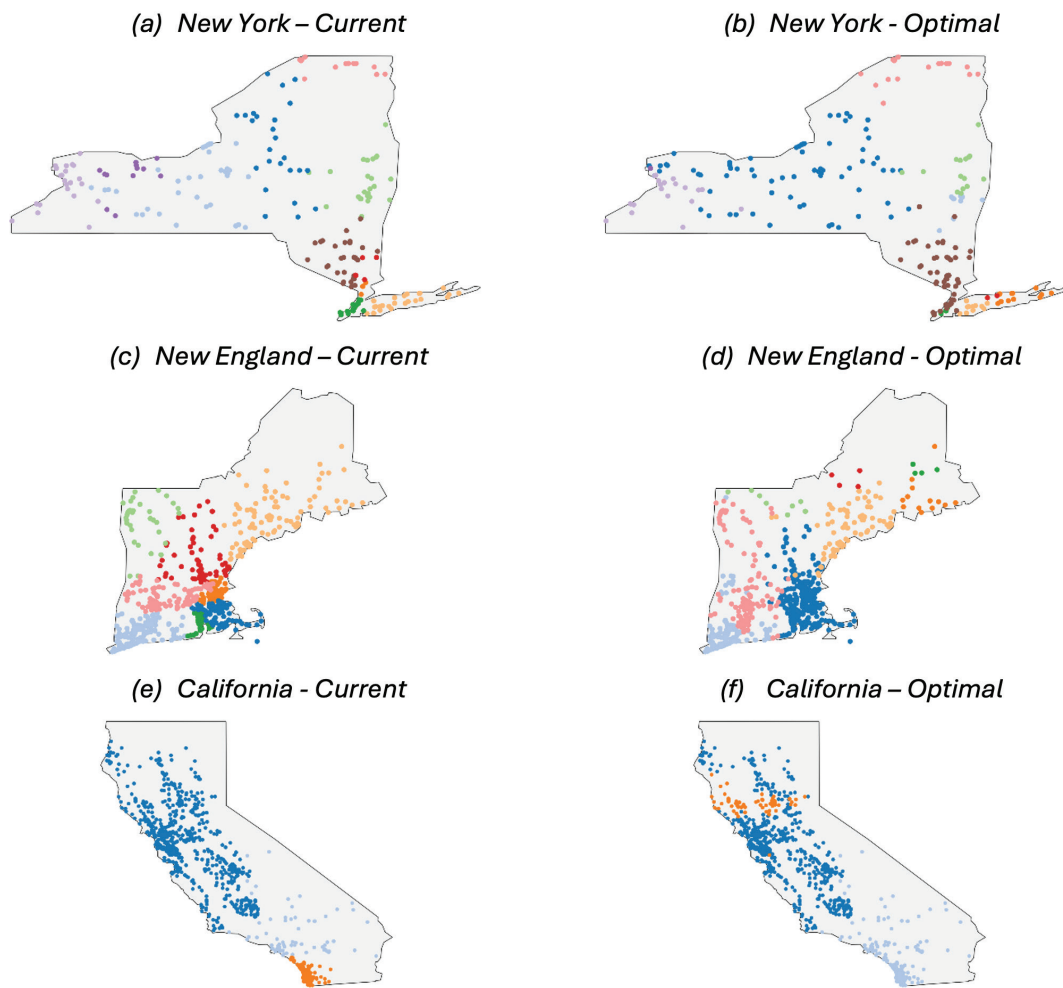 (a) New York – Current
(b) New York - Optimal
(c) New England – Current
(d) New England - Optimal
(e) California - Current
(f) California – Optimal